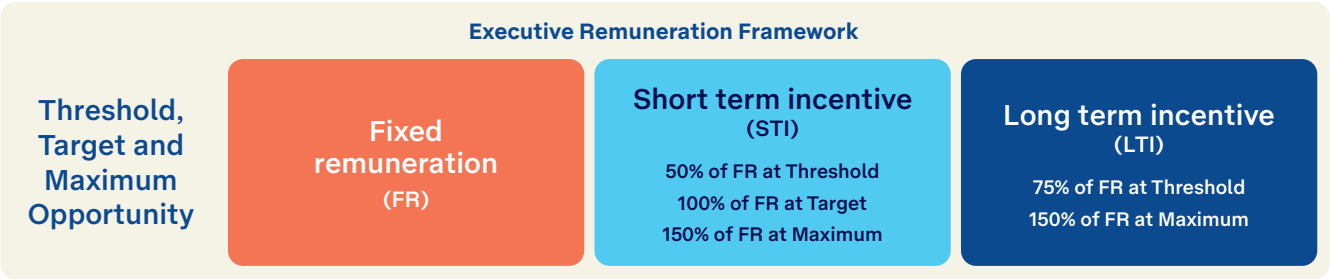 Executive Remuneration Framework
Threshold,
Target and
Maximum
Opportunity
Fixed
remuneration
(FR)
Short term incentive
(STI)
50% of FR at Threshold
100% of FR at Target
150% of FR at Maximum
Long term incentive
(LTI)
75% of FR at Threshold
150% of FR at Maximum